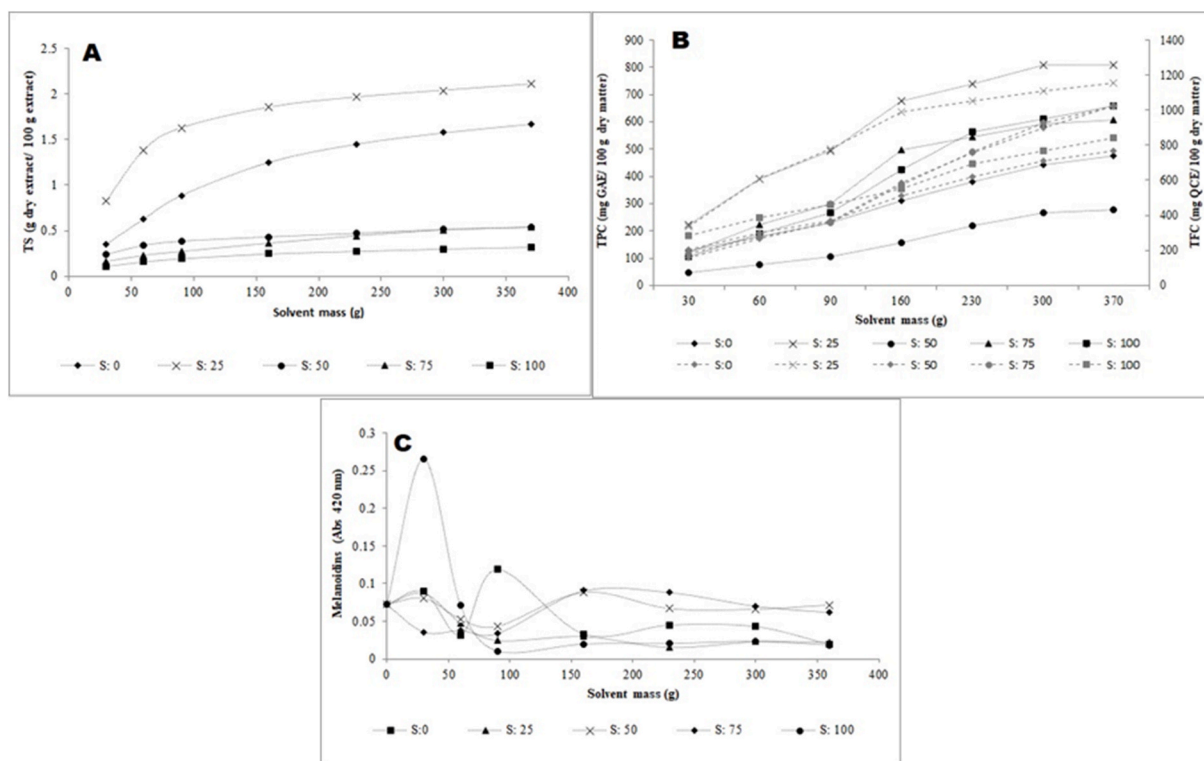 A
TS (g dry extract/ 100 g extract)
2.5
2
1.5
1
0.5
0
0 50 100 150 200 250 300 350 400
Solvent mass (g)
S: 0 S: 25 S: 50 S: 75 S: 100
B
TPC (mg GAE/ 100 g dry matter)
900
800
700
600
500
400
300
200
100
0
1400
1200
1000
800
600
400
200
0
TFC (mg QCE/ 100 g dry matter)
30 60 90 160 230 300 370
Solvent mass (g)
S:0 S: 25 S: 50 S: 75 S: 100
S:0 S: 25 S: 50 S: 75 S: 100
C
Melanoidins (Abs 420 nm)
0.3
0.25
0.2
0.15
0.1
0.05
0
0 50 100 150 200 250 300 350 400
Solvent mass (g)
S:0 S: 25 S: 50 S: 75 S: 100